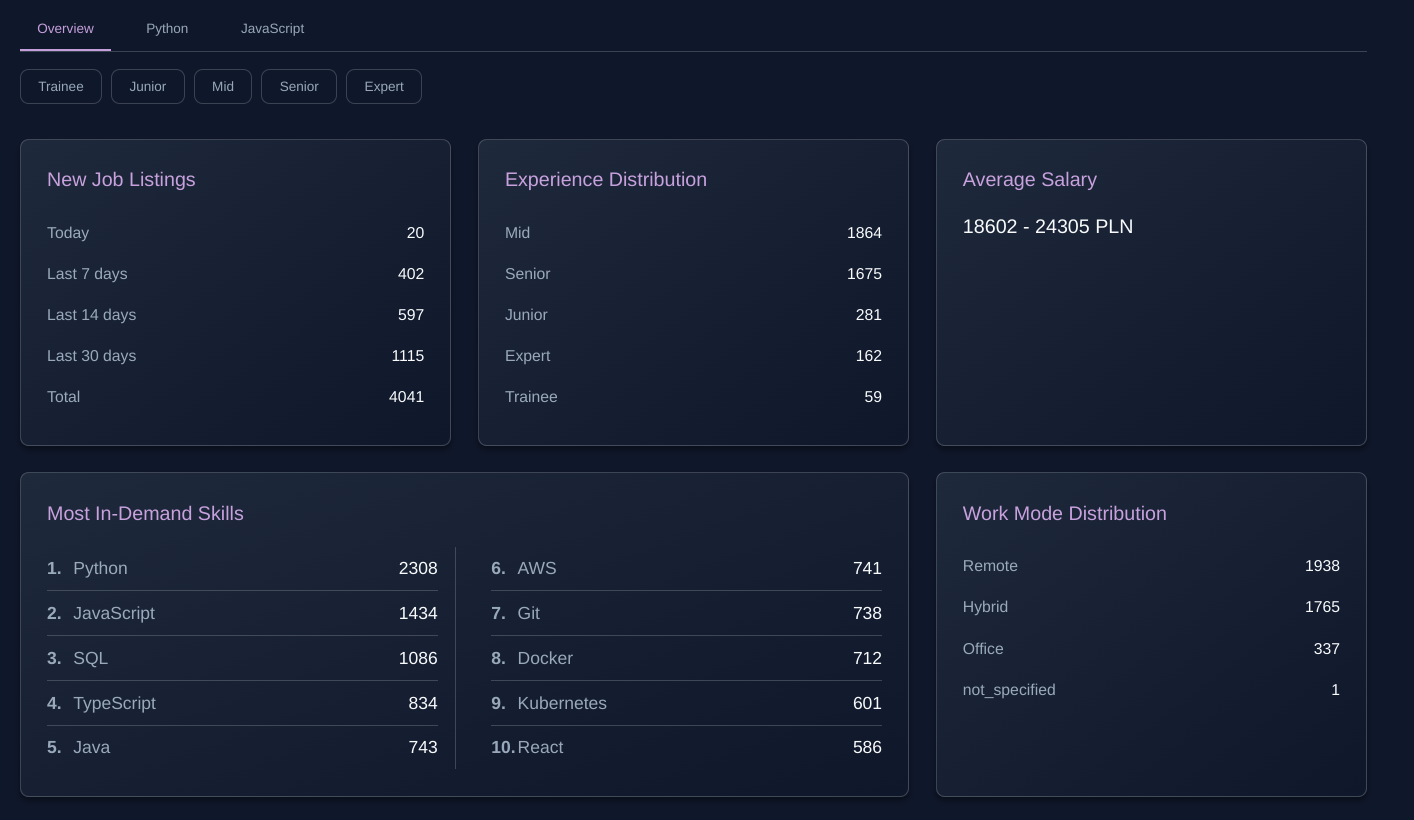 Overview Python JavaScript
Trainee Junior Mid Senior Expert
New Job Listings
Today 20
Last 7 days 402
Last 14 days 597
Last 30 days 1115
Total 4041
Experience Distribution
Mid 1864
Senior 1675
Junior 281
Expert 162
Trainee 59
Average Salary
18602 - 24305 PLN
Most In-Demand Skills
1. Python 2308
2. JavaScript 1434
3. SQL 1086
4. TypeScript 834
5. Java 743
6. AWS 741
7. Git 738
8. Docker 712
9. Kubernetes 601
10. React 586
Work Mode Distribution
Remote 1938
Hybrid 1765
Office 337
not_specified 1